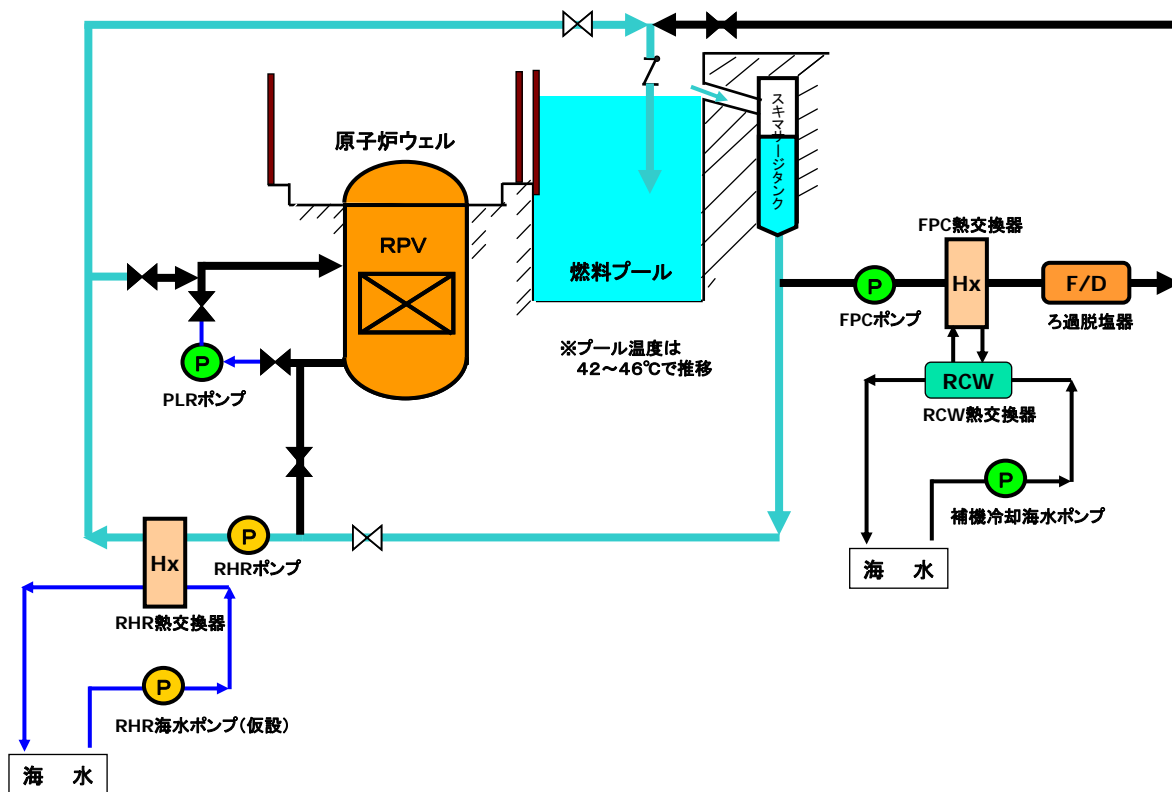 スキマサージタンク
原子炉ウェル
RPV
燃料プール
※プール温度は
42～46℃で推移
FPC熱交換器
Hx
F/D
P
FPCポンプ
ろ過脱塩器
RCW
RCW熱交換器
P
補機冷却海水ポンプ
海 水
P
PLRポンプ
P
RHRポンプ
Hx
RHR熱交換器
P
RHR海水ポンプ(仮設)
海 水